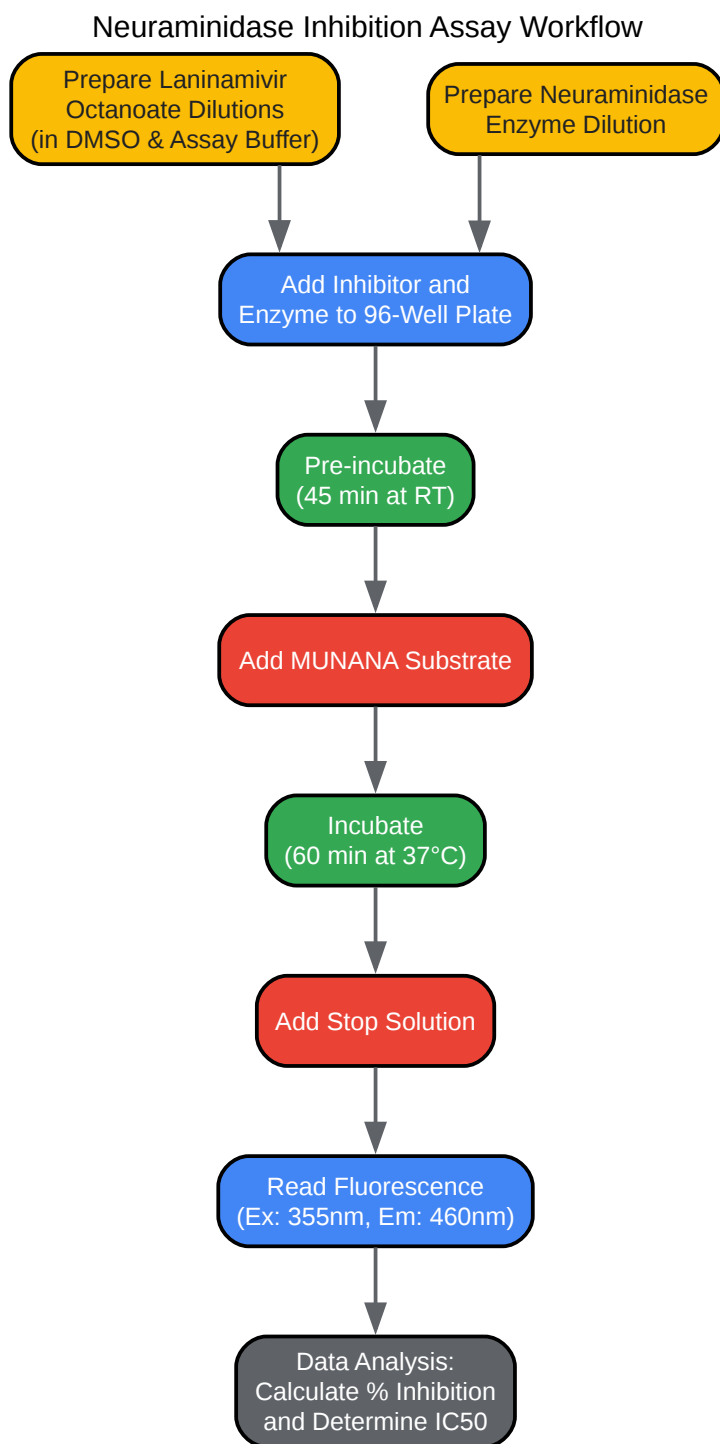 Neuraminidase Inhibition Assay Workflow
Prepare Laninamivir
Octanoate Dilutions
(in DMSO & Assay Buffer)
Prepare Neuraminidase
Enzyme Dilution
Add Inhibitor and
Enzyme to 96-Well Plate
Pre-incubate
(45 min at RT)
Add MUNANA Substrate
Incubate
(60 min at 37°C)
Add Stop Solution
Read Fluorescence
(Ex: 355nm, Em: 460nm)
Data Analysis:
Calculate % Inhibition
and Determine IC50